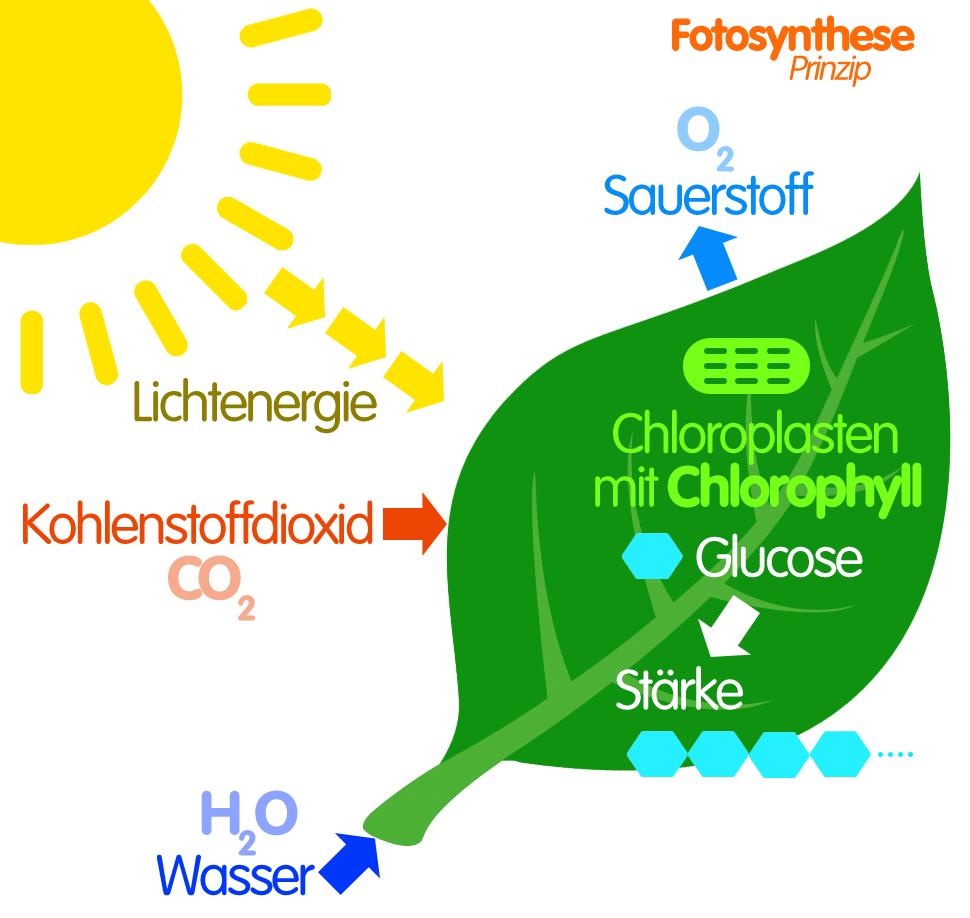 Fotosynthese
Prinzip
O2
Sauerstoff
Lichtenergie
Chloroplasten
mit Chlorophyll
Kohlenstoffdioxid
CO2
Glucose
Stärke
H2O
Wasser